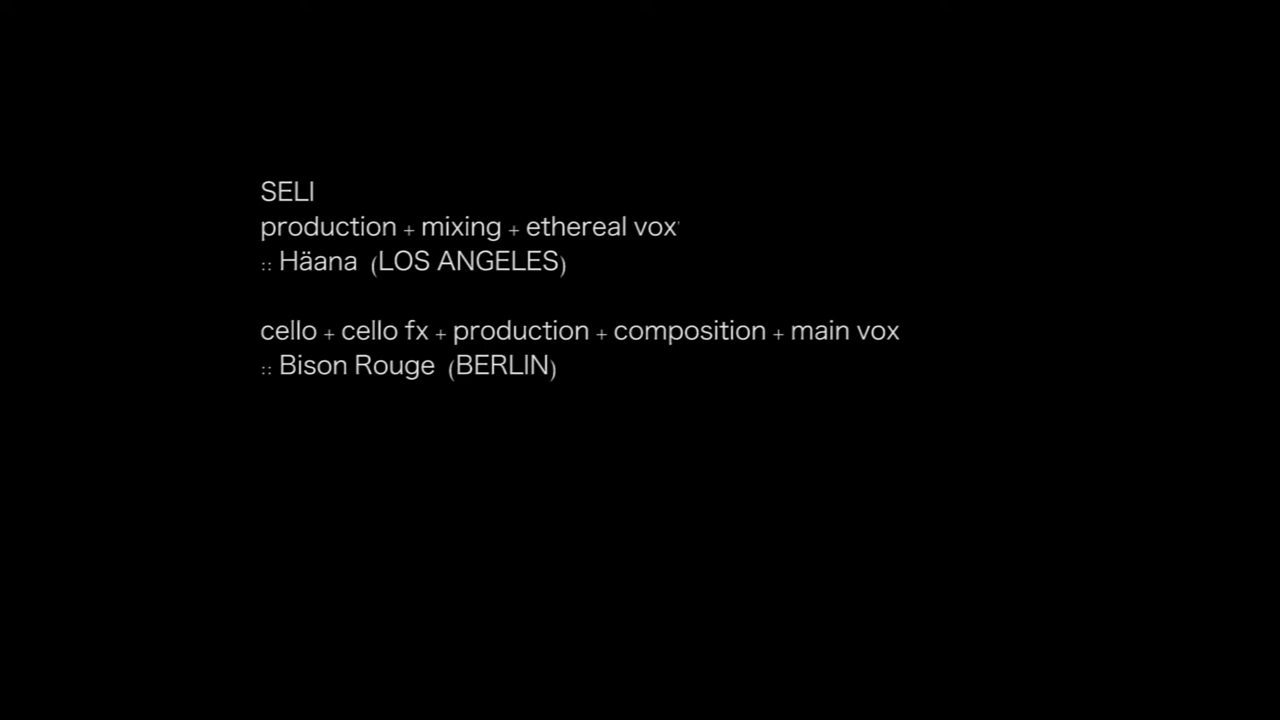 SELI
production + mixing + ethereal vox
:: Häana (LOS ANGELES)
cello + cello fx + production + composition + main vox
:: Bison Rouge (BERLIN)